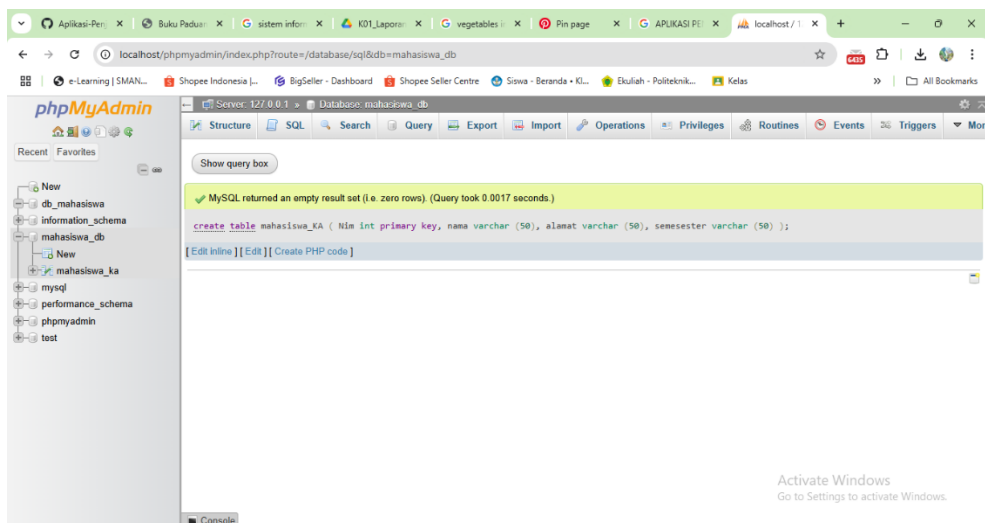 Aplikasi-Penj
Buku Paduan
sistem inform
K01_Laporan
vegetables i
Pin page
APLIKASI PE
localhost / 1
localhost/phpmyadmin/index.php?route=/database/sql&db=mahasiswa_db
6435
e-Learning | SMAN...
Shopee Indonesia |...
BigSeller - Dashboard
Shopee Seller Centre
Siswa - Beranda • Kl...
Ekuliah - Politeknik...
Kelas
All Bookmarks
phpMyAdmin
Recent Favorites
New
db_mahasiswa
information_schema
mahasiswa_db
New
mahasiswa_ka
mysql
performance_schema
phpmyadmin
test
Server: 127.0.0.1 » Database: mahasiswa_db
Structure SQL Search Query Export Import Operations Privileges Routines Events Triggers Mor
Show query box
MySQL returned an empty result set (i.e. zero rows). (Query took 0.0017 seconds.)
create table mahasiswa_KA ( Nim int primary key, nama varchar (50), alamat varchar (50), semesester varchar (50) );
[ Edit inline ] [ Edit ] [ Create PHP code ]
Activate Windows
Go to Settings to activate Windows.
Console